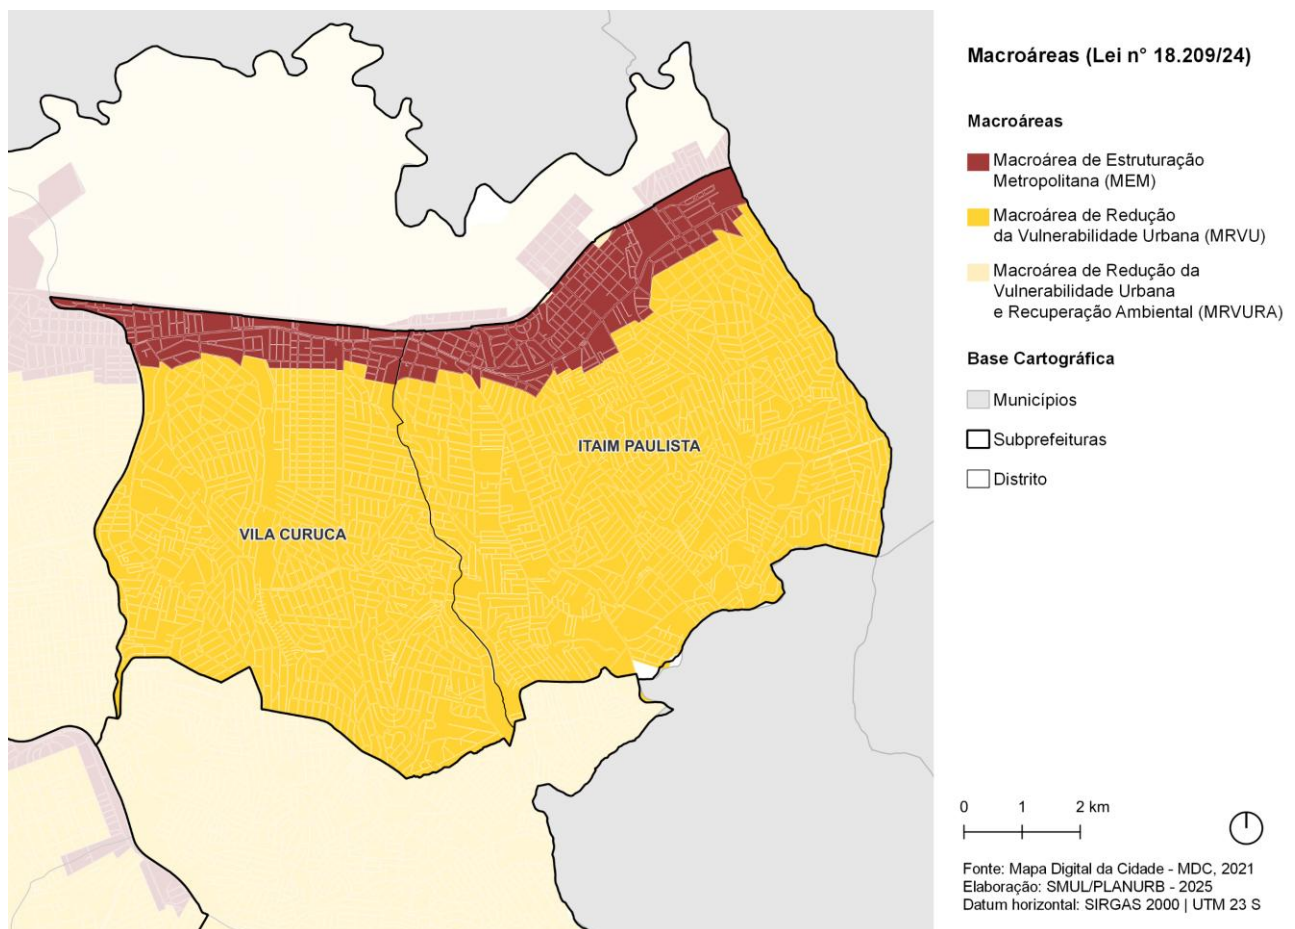 Macroáreas (Lei n° 18.209/24)
Macroáreas
Macroárea de Estruturação
Metropolitana (MEM)
Macroárea de Redução
da Vulnerabilidade Urbana (MRVU)
Macroárea de Redução da
Vulnerabilidade Urbana
e Recuperação Ambiental (MRVURA)
Base Cartográfica
Municípios
Subprefeituras
Distrito
ITAIM PAULISTA
VILA CURUCA
0 1 2 km
Fonte: Mapa Digital da Cidade - MDC, 2021
Elaboração: SMUL/PLANURB - 2025
Datum horizontal: SIRGAS 2000 | UTM 23 S